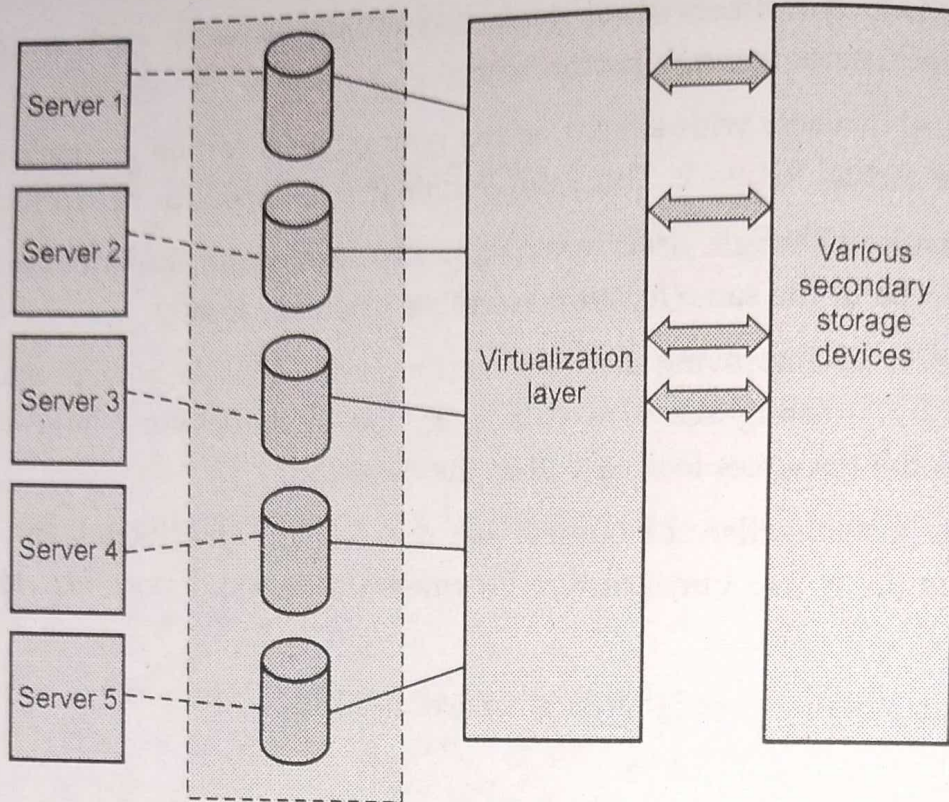 Server 1
Server 2
Server 3
Server 4
Server 5
Virtualization
layer
Various
secondary
storage
devices